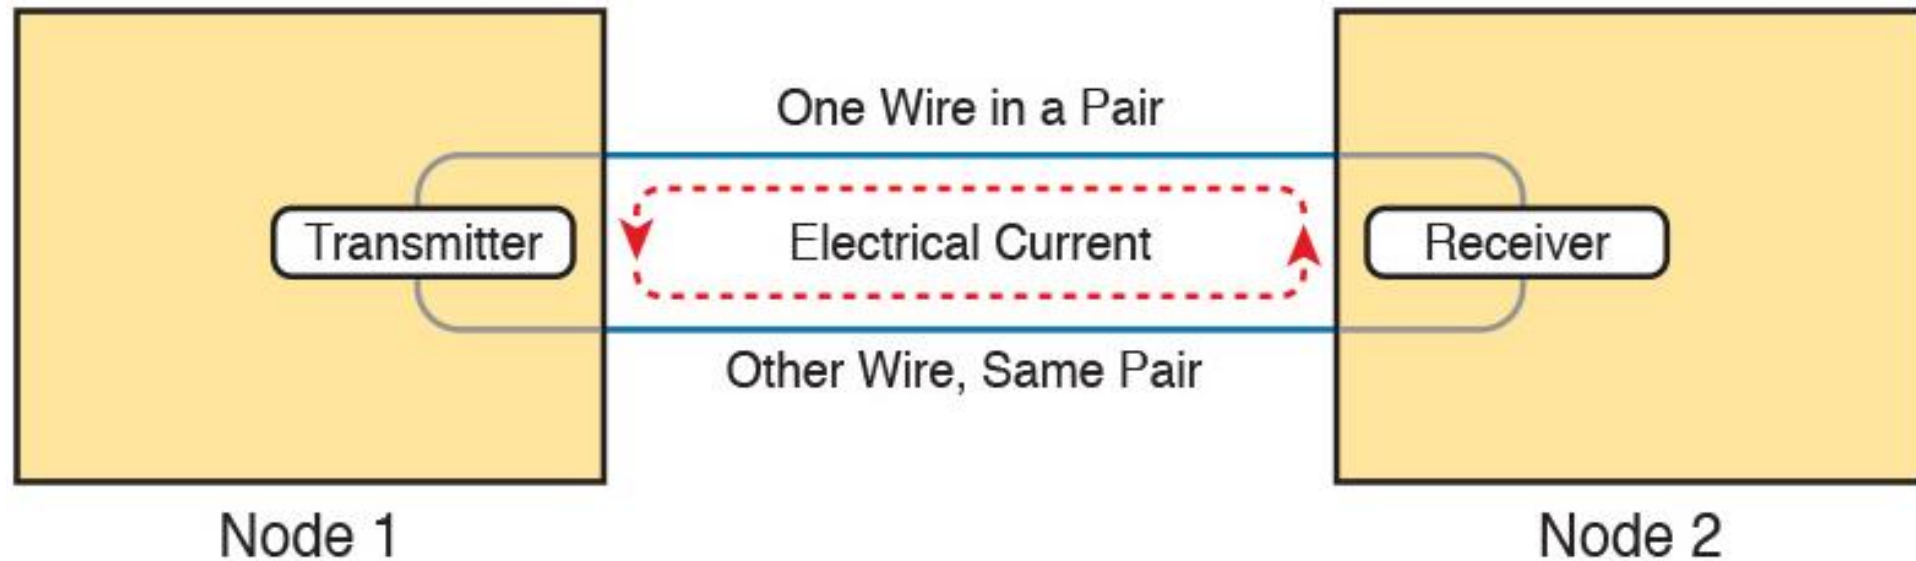 One Wire in a Pair
Transmitter
Electrical Current
Receiver
Other Wire, Same Pair
Node 1
Node 2